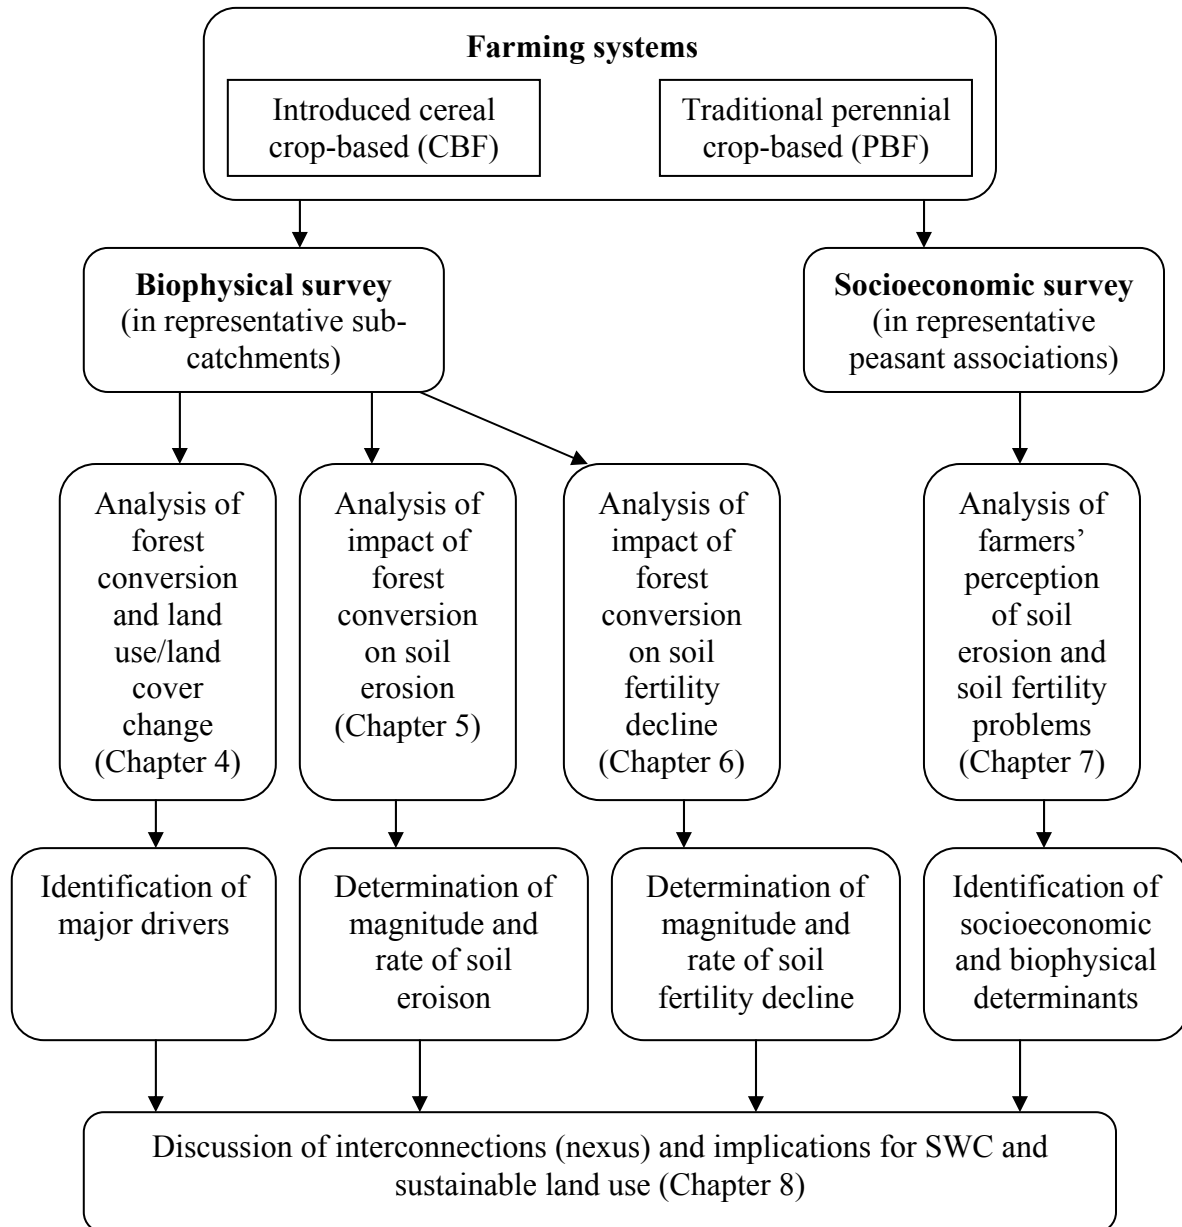 Farming systems
Introduced cereal
crop-based (CBF)
Traditional perennial
crop-based (PBF)
Biophysical survey
(in representative sub-
catchments)
Socioeconomic survey
(in representative
peasant associations)
Analysis of
forest
conversion
and land
use/land
cover
change
(Chapter 4)
Analysis of
impact of
forest
conversion
on soil
erosion
(Chapter 5)
Analysis of
impact of
forest
conversion
on soil
fertility
decline
(Chapter 6)
Analysis of
farmers’
perception
of soil
erosion and
soil fertility
problems
(Chapter 7)
Identification of
major drivers
Determination of
magnitude and
rate of soil
eroison
Determination of
magnitude and
rate of soil
fertility decline
Identification of
socioeconomic
and biophysical
determinants
Discussion of interconnections (nexus) and implications for SWC and
sustainable land use (Chapter 8)